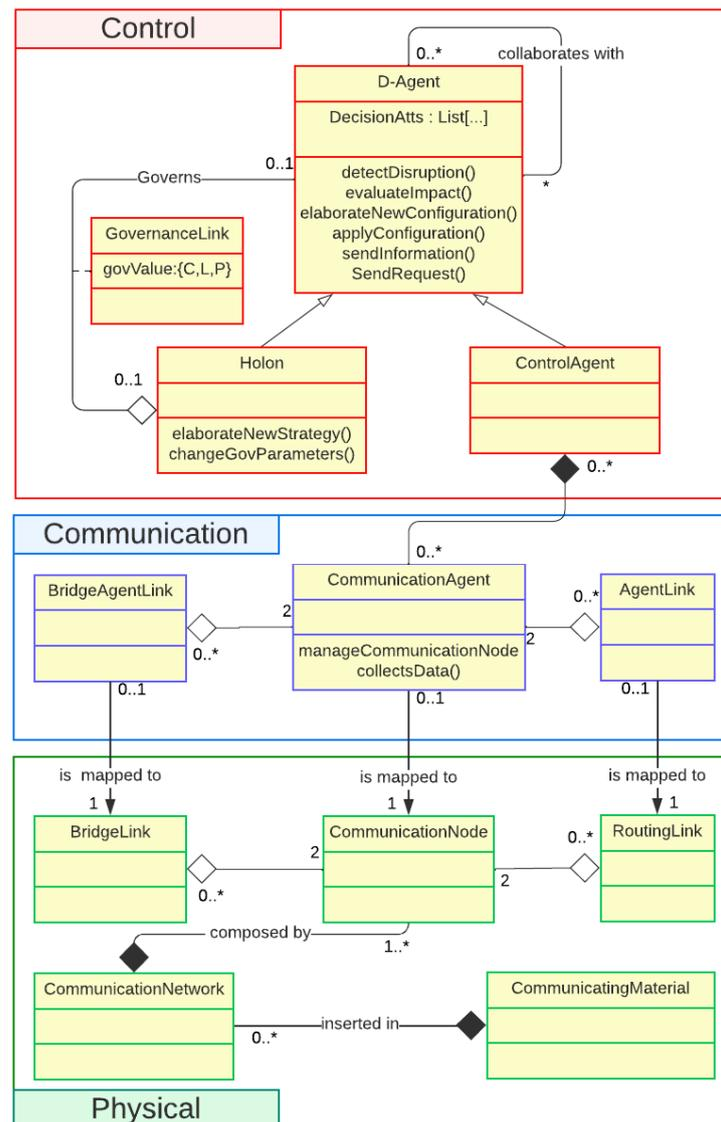 Control
0..*
collaborates with
D-Agent
DecisionAtts : List[...]
0..1
Governs
*
detectDisruption()
evaluateImpact()
elaborateNewConfiguration()
applyConfiguration()
sendInformation()
SendRequest()
GovernanceLink
govValue:{C,L,P}
0..1
Holon
elaborateNewStrategy()
changeGovParameters()
ControlAgent
0..*
Communication
0..*
BridgeAgentLink
2
0..*
CommunicationAgent
manageCommunicationNode
collectsData()
0..*
2
AgentLink
0..1
0..1
0..1
is mapped to
is mapped to
is mapped to
1
1
1
BridgeLink
2
0..*
CommunicationNode
0..*
2
RoutingLink
composed by
1..*
CommunicationNetwork
0..*
inserted in
CommunicatingMaterial
Physical